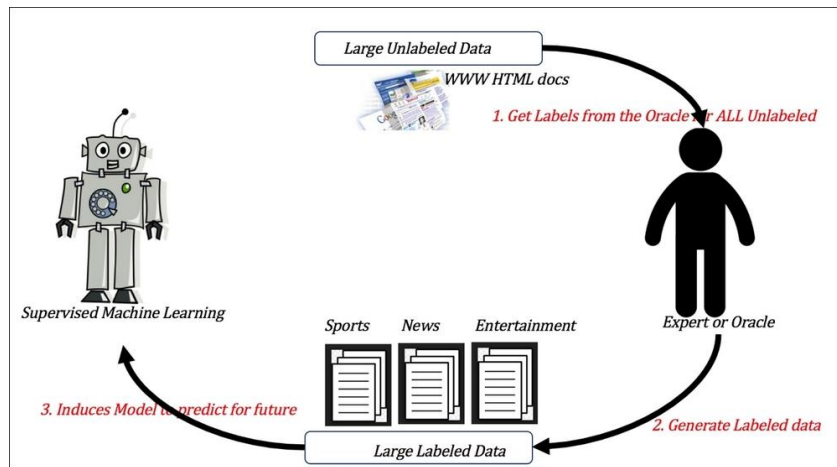 Large Unlabeled Data
WWW HTML docs
1. Get Labels from the Oracle for ALL Unlabeled
Supervised Machine Learning
Sports News Entertainment
Expert or Oracle
3. Induces Model to predict for future
2. Generate Labeled data
Large Labeled Data